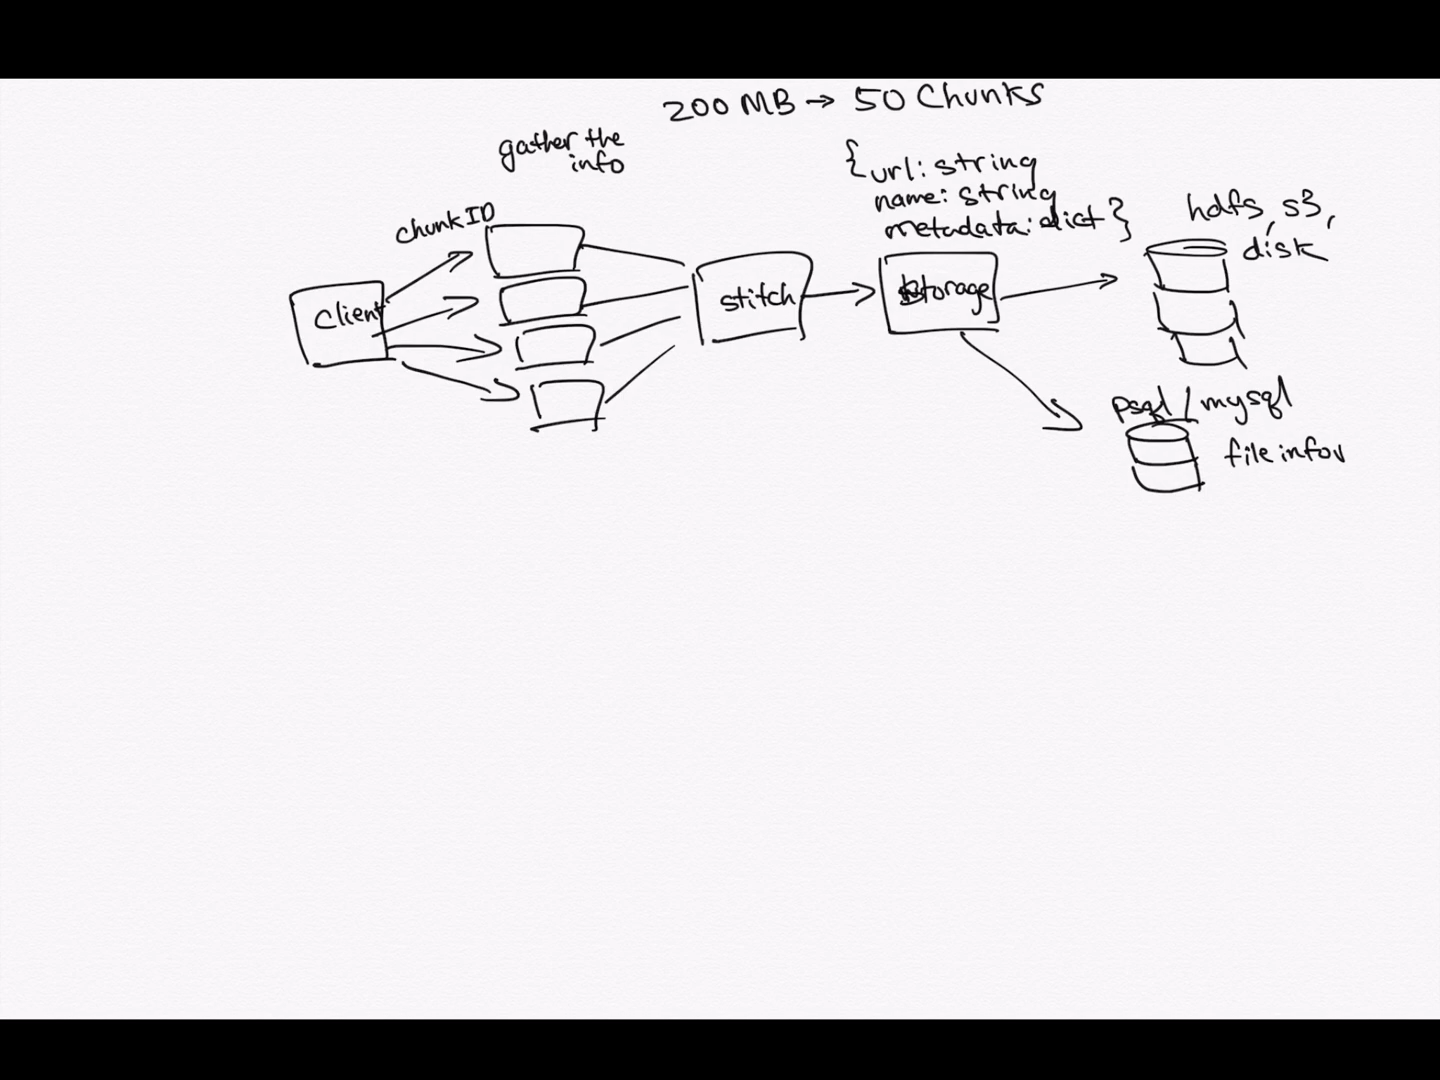 200 MB → 50 Chunks
gather the
info
{url: string
name: string
metadata: dict}
hdfs, s3,
disk
chunkID
client
stitch
Storage
psql / mysql
file info